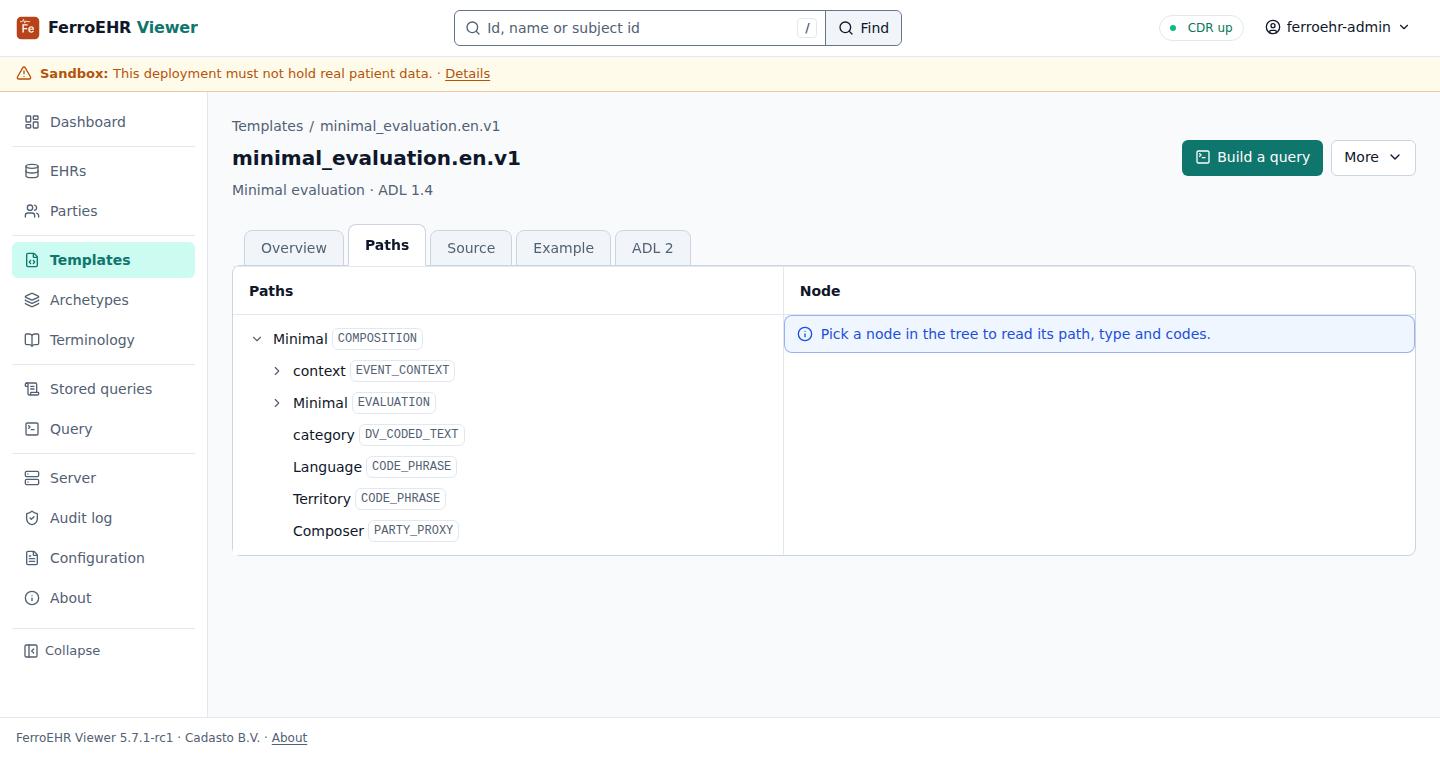 FerroEHR Viewer
Id, name or subject id
/
Find
CDR up
ferroehr-admin
Sandbox: This deployment must not hold real patient data. · Details
Dashboard
EHRs
Parties
Templates
Archetypes
Terminology
Stored queries
Query
Server
Audit log
Configuration
About
Collapse
Templates / minimal_evaluation.en.v1
minimal_evaluation.en.v1
Minimal evaluation · ADL 1.4
Build a query
More
Overview
Paths
Source
Example
ADL 2
Paths
Minimal COMPOSITION
context EVENT_CONTEXT
Minimal EVALUATION
category DV_CODED_TEXT
Language CODE_PHRASE
Territory CODE_PHRASE
Composer PARTY_PROXY
Node
Pick a node in the tree to read its path, type and codes.
FerroEHR Viewer 5.7.1-rc1 · Cadasto B.V. · About